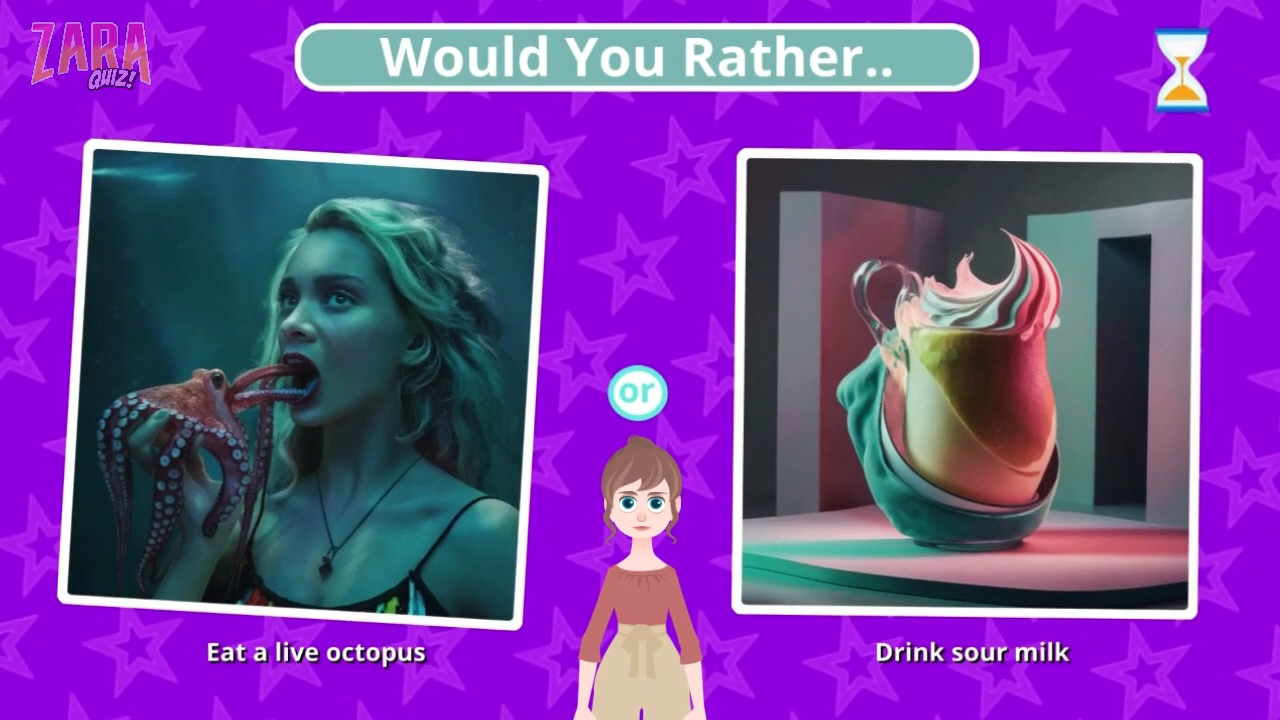 ZARA
QUIZ!
Would You Rather..
or
Eat a live octopus
Drink sour milk